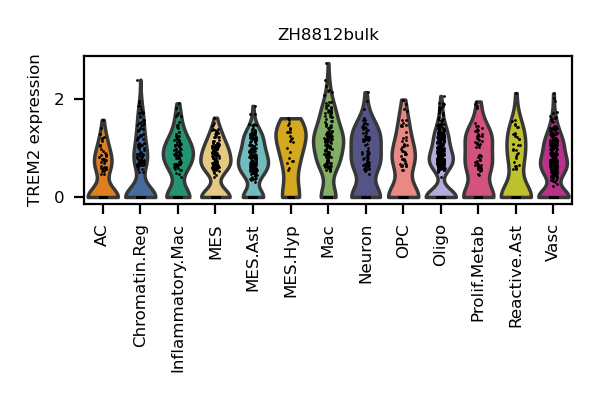 ZH8812bulk
TREM2 expression
2
0
AC
Chromatin.Reg
Inflammatory.Mac
MES
MES.Ast
MES.Hyp
Mac
Neuron
OPC
Oligo
Prolif.Metab
Reactive.Ast
Vasc